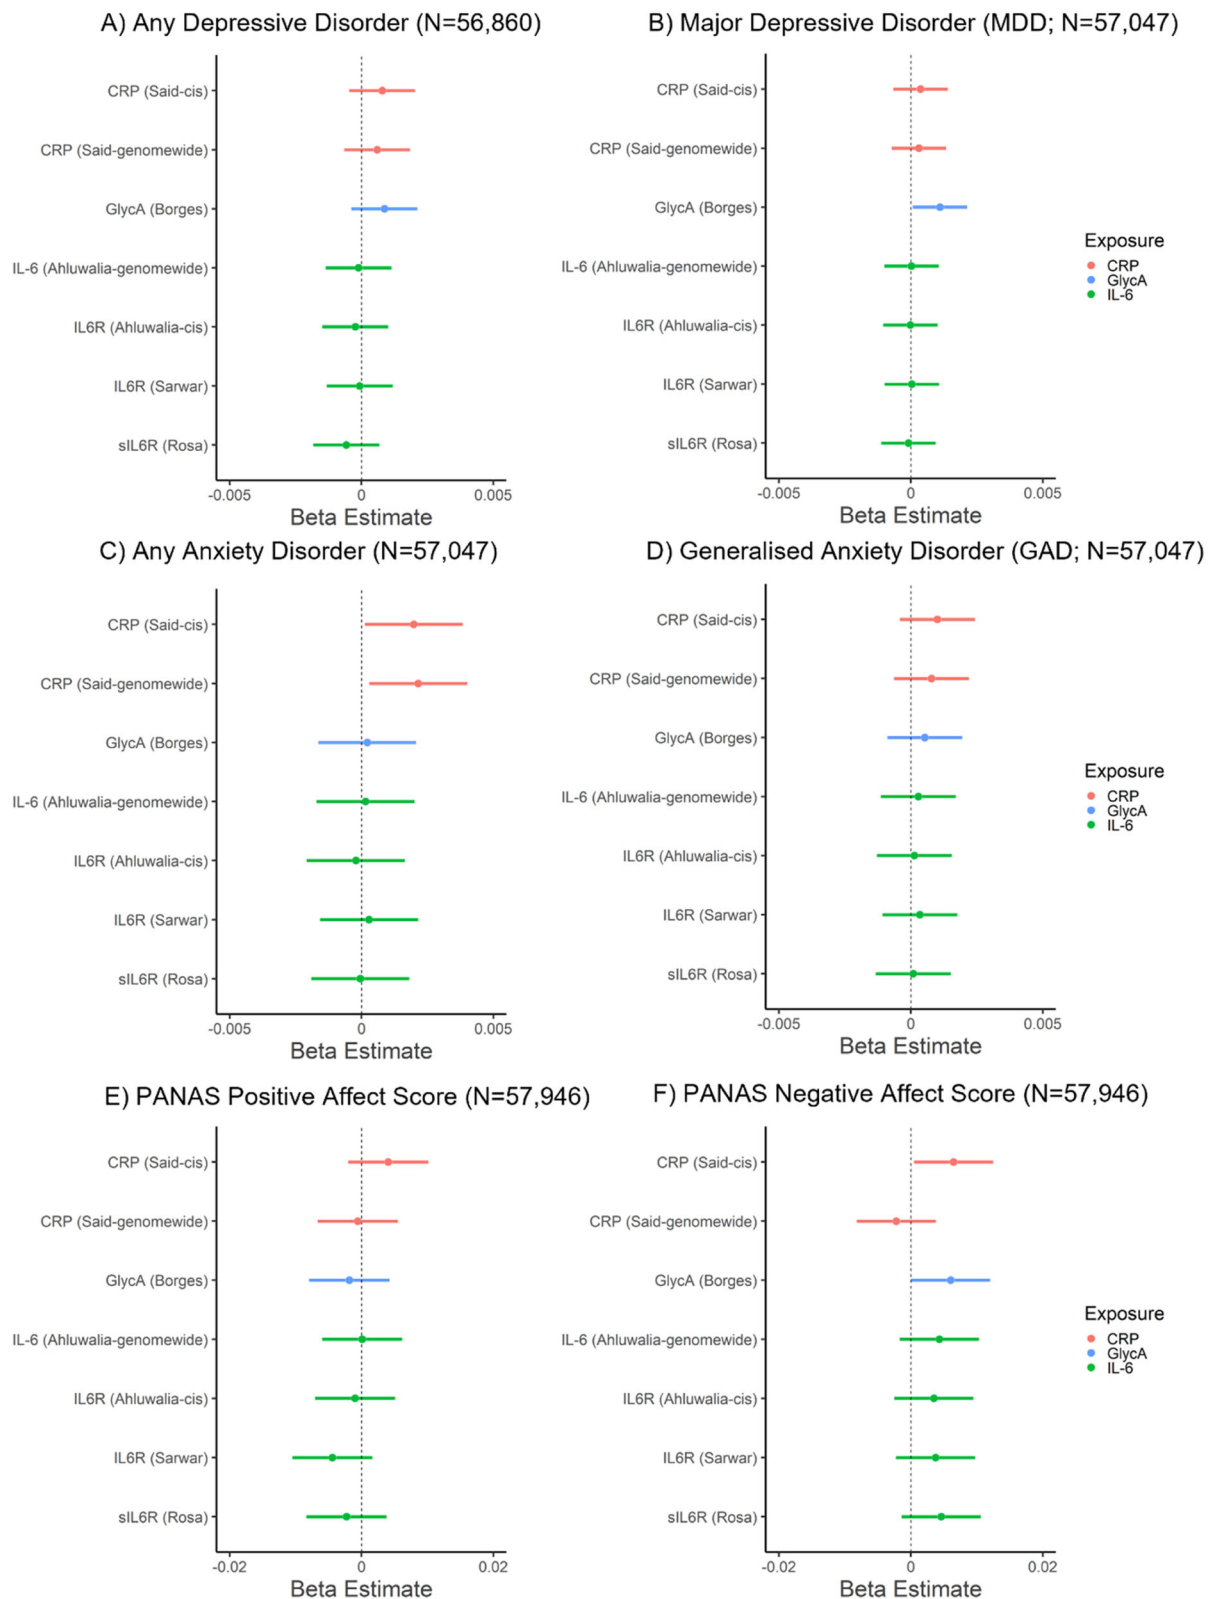 A) Any Depressive Disorder (N=56,860)
CRP (Said-cis)
CRP (Said-genomewide)
GlycA (Borges)
IL-6 (Ahluwalia-genomewide)
IL6R (Ahluwalia-cis)
IL6R (Sarwar)
sIL6R (Rosa)
-0.005 0 0.005
Beta Estimate
B) Major Depressive Disorder (MDD; N=57,047)
CRP (Said-cis)
CRP (Said-genomewide)
GlycA (Borges)
IL-6 (Ahluwalia-genomewide)
IL6R (Ahluwalia-cis)
IL6R (Sarwar)
sIL6R (Rosa)
-0.005 0 0.005
Beta Estimate
Exposure
CRP
GlycA
IL-6
C) Any Anxiety Disorder (N=57,047)
CRP (Said-cis)
CRP (Said-genomewide)
GlycA (Borges)
IL-6 (Ahluwalia-genomewide)
IL6R (Ahluwalia-cis)
IL6R (Sarwar)
sIL6R (Rosa)
-0.005 0 0.005
Beta Estimate
D) Generalised Anxiety Disorder (GAD; N=57,047)
CRP (Said-cis)
CRP (Said-genomewide)
GlycA (Borges)
IL-6 (Ahluwalia-genomewide)
IL6R (Ahluwalia-cis)
IL6R (Sarwar)
sIL6R (Rosa)
-0.005 0 0.005
Beta Estimate
Exposure
CRP
GlycA
IL-6
E) PANAS Positive Affect Score (N=57,946)
CRP (Said-cis)
CRP (Said-genomewide)
GlycA (Borges)
IL-6 (Ahluwalia-genomewide)
IL6R (Ahluwalia-cis)
IL6R (Sarwar)
sIL6R (Rosa)
-0.02 0 0.02
Beta Estimate
F) PANAS Negative Affect Score (N=57,946)
CRP (Said-cis)
CRP (Said-genomewide)
GlycA (Borges)
IL-6 (Ahluwalia-genomewide)
IL6R (Ahluwalia-cis)
IL6R (Sarwar)
sIL6R (Rosa)
-0.02 0 0.02
Beta Estimate
Exposure
CRP
GlycA
IL-6